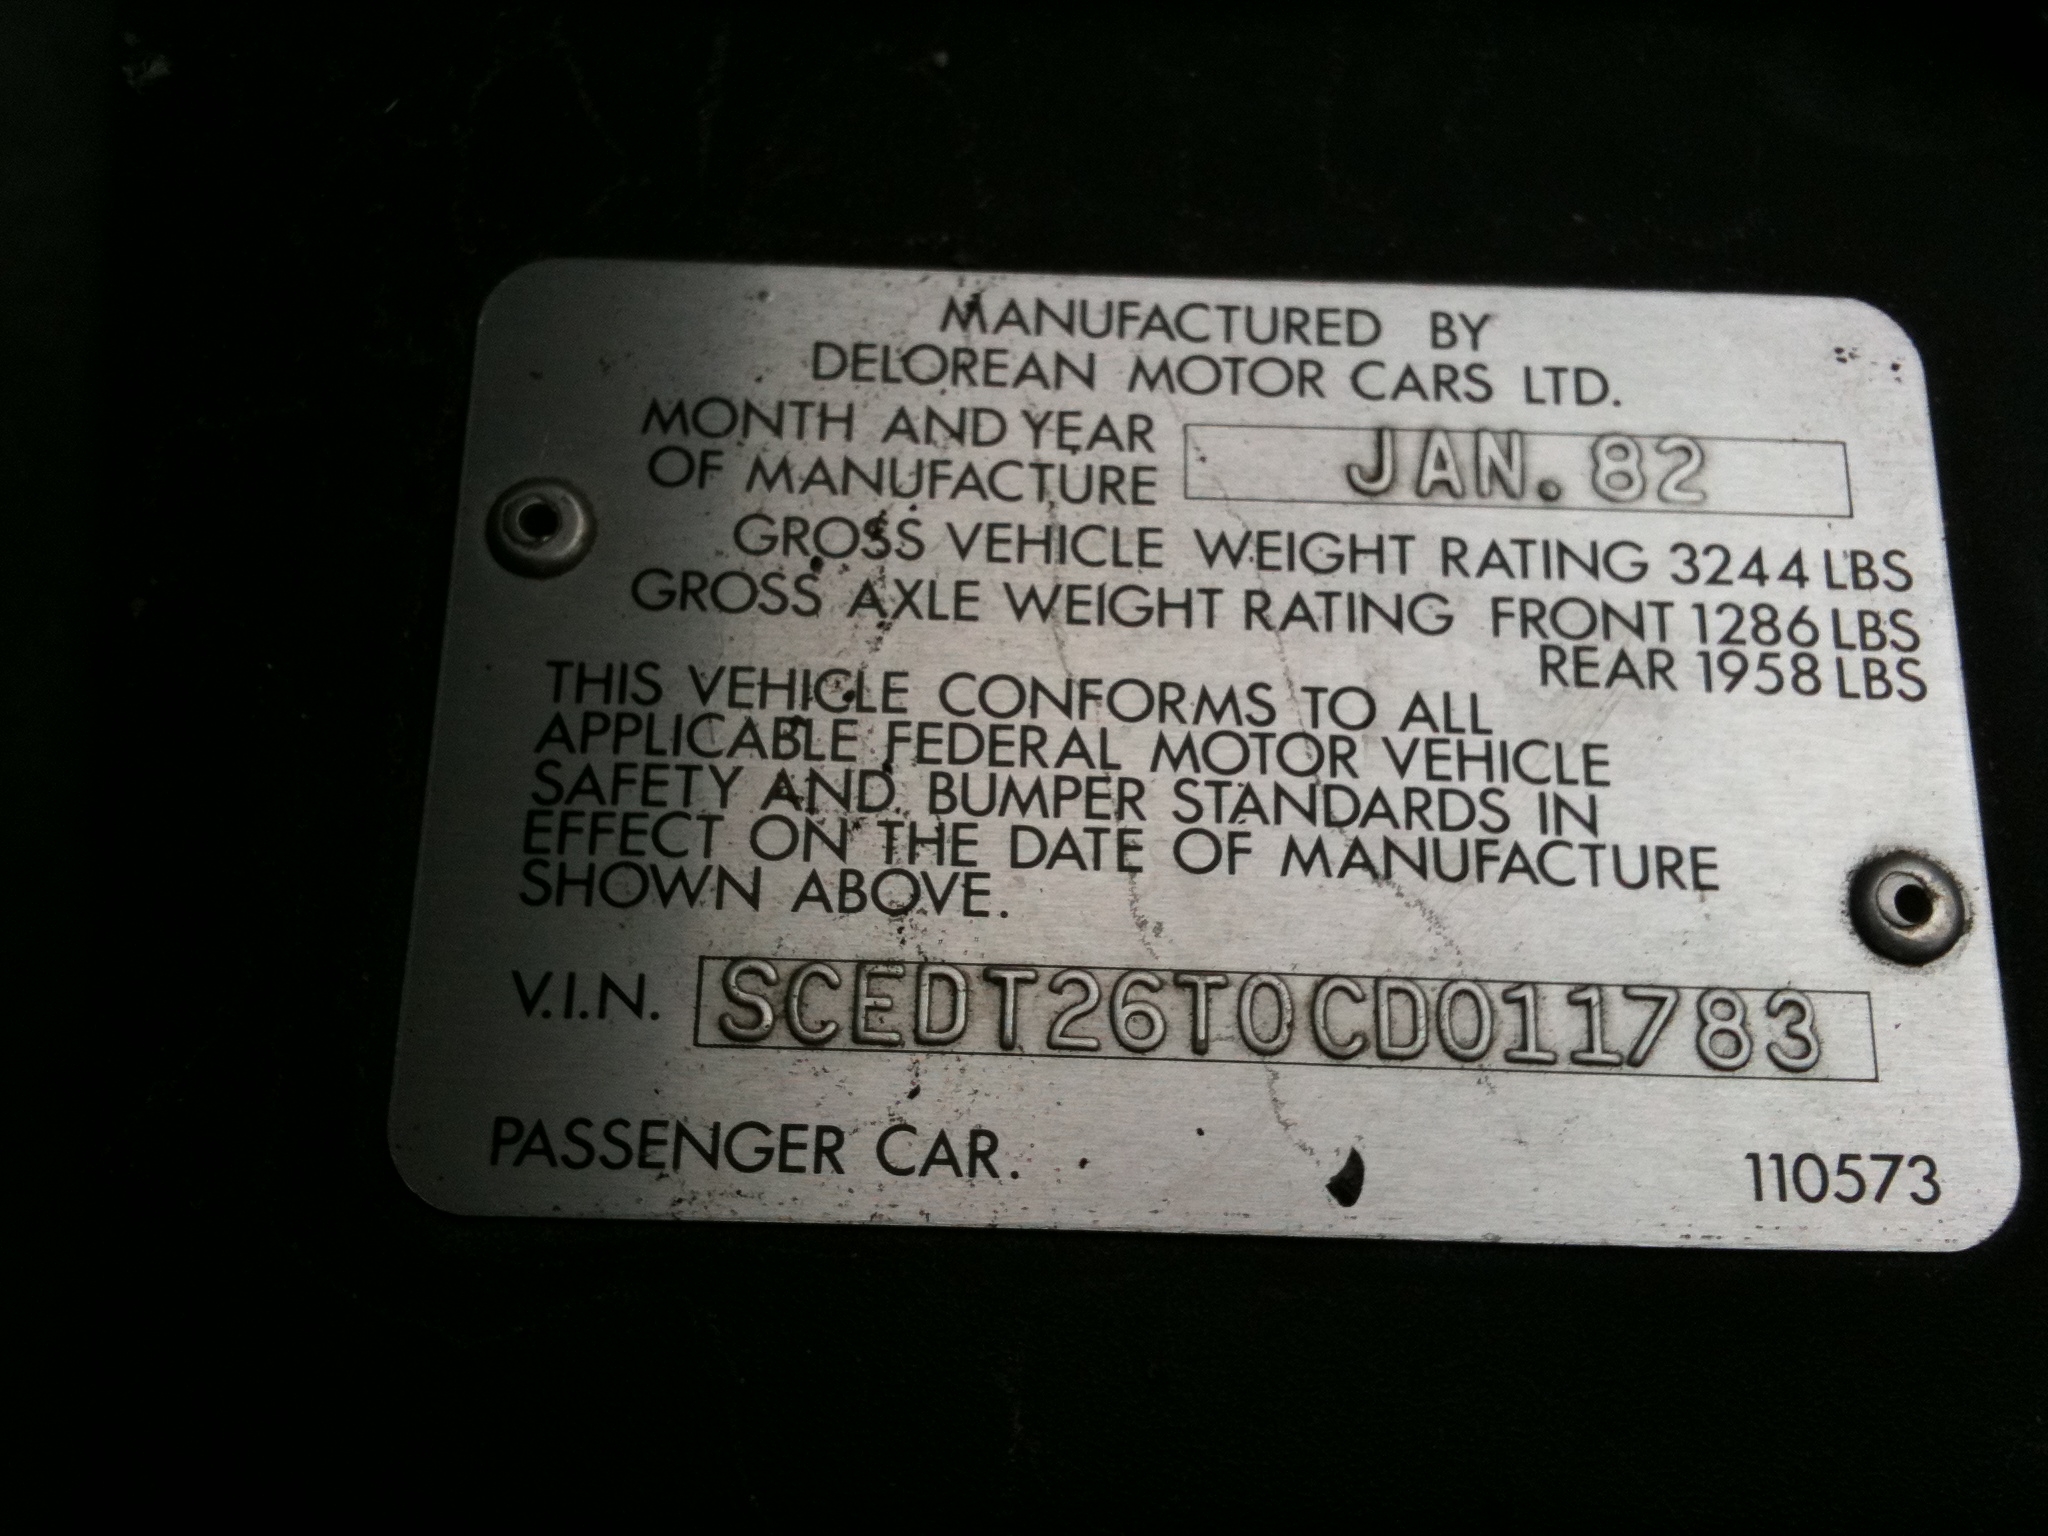 MANUFACTURED BY
DELOREAN MOTOR CARS LTD.
MONTH AND YEAR
OF MANUFACTURE JAN. 82
GROSS VEHICLE WEIGHT RATING 3244 LBS
GROSS AXLE WEIGHT RATING FRONT 1286 LBS
REAR 1958 LBS
THIS VEHICLE CONFORMS TO ALL
APPLICABLE FEDERAL MOTOR VEHICLE
SAFETY AND BUMPER STANDARDS IN
EFFECT ON THE DATE OF MANUFACTURE
SHOWN ABOVE.
V.I.N. SCEDT26T0CD011783
PASSENGER CAR. 110573